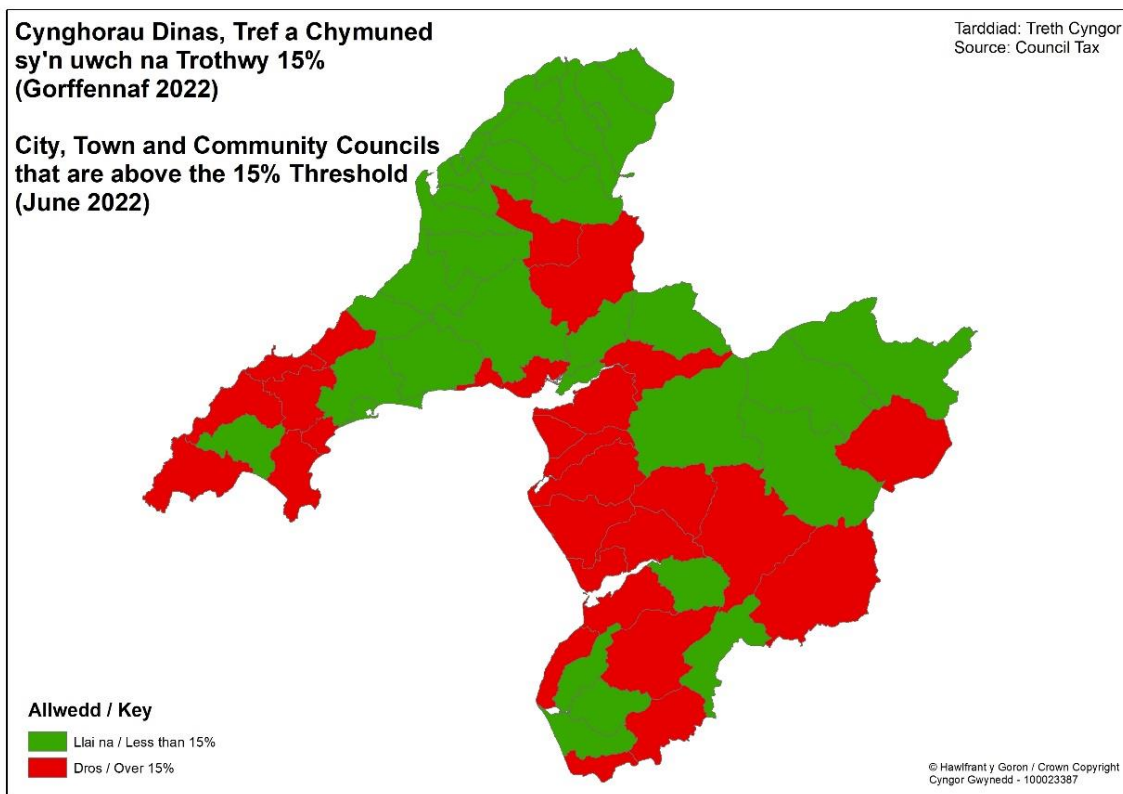 Cynghorau Dinas, Tref a Chymuned
sy'n uwch na Trothwy 15%
(Gorffennaf 2022)
City, Town and Community Councils
that are above the 15% Threshold
(June 2022)
Tarddiad: Treth Cyngor
Source: Council Tax
Allwedd / Key
Llai na / Less than 15%
Dros / Over 15%
© Hawlfrant y Goron / Crown Copyright
Cyngor Gwynedd - 100023387